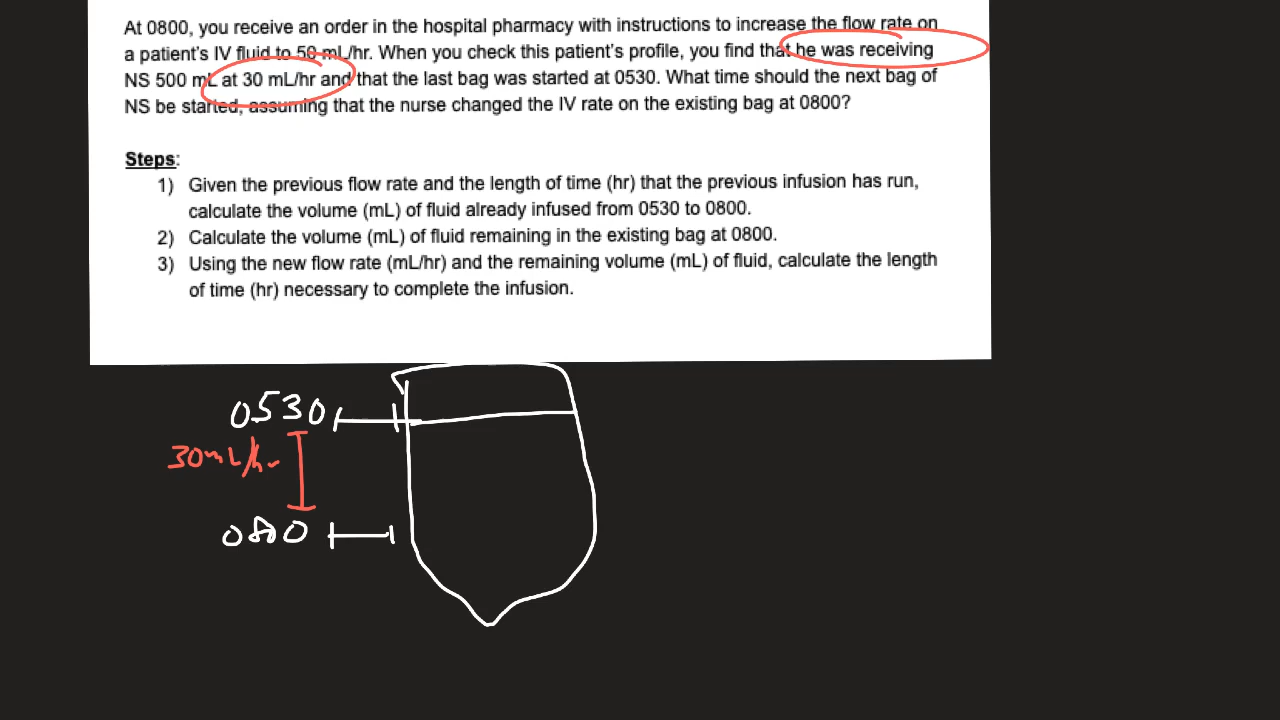 At 0800, you receive an order in the hospital pharmacy with instructions to increase the flow rate on
a patient's IV fluid to 50 mL/hr. When you check this patient's profile, you find that he was receiving
NS 500 mL at 30 mL/hr and that the last bag was started at 0530. What time should the next bag of
NS be started, assuming that the nurse changed the IV rate on the existing bag at 0800?
Steps:
1) Given the previous flow rate and the length of time (hr) that the previous infusion has run,
calculate the volume (mL) of fluid already infused from 0530 to 0800.
2) Calculate the volume (mL) of fluid remaining in the existing bag at 0800.
3) Using the new flow rate (mL/hr) and the remaining volume (mL) of fluid, calculate the length
of time (hr) necessary to complete the infusion.
0530
30mL/hr
0800